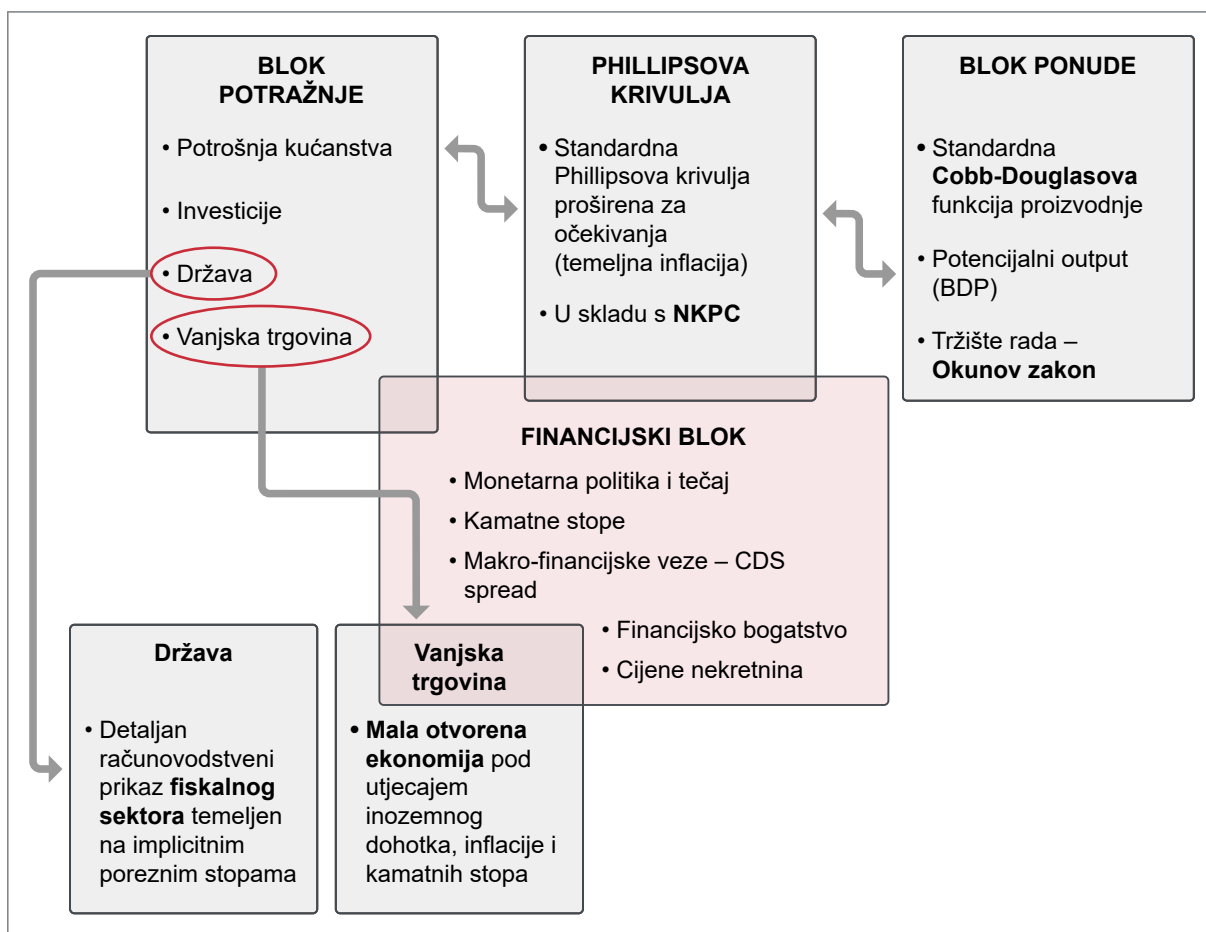 BLOK
POTRAŽNJE
• Potrošnja kućanstva
• Investicije
• Država
• Vanjska trgovina
PHILLIPSOVA
KRIVULJA
• Standardna
Phillipsova krivulja
proširena za
očekivanja
(temeljna inflacija)
• U skladu s NKPC
BLOK PONUDE
• Standardna
Cobb-Douglasova
funkcija proizvodnje
• Potencijalni output
(BDP)
• Tržište rada –
Okunov zakon
FINANCIJSKI BLOK
• Monetarna politika i tečaj
• Kamatne stope
• Makro-financijske veze – CDS
spread
• Financijsko bogatstvo
• Cijene nekretnina
Država
• Detaljan
računovodstveni
prikaz fiskalnog
sektora temeljen
na implicitnim
poreznim stopama
Vanjska
trgovina
• Mala otvorena
ekonomija pod
utjecajem
inozemnog
dohotka, inflacije i
kamatnih stopa